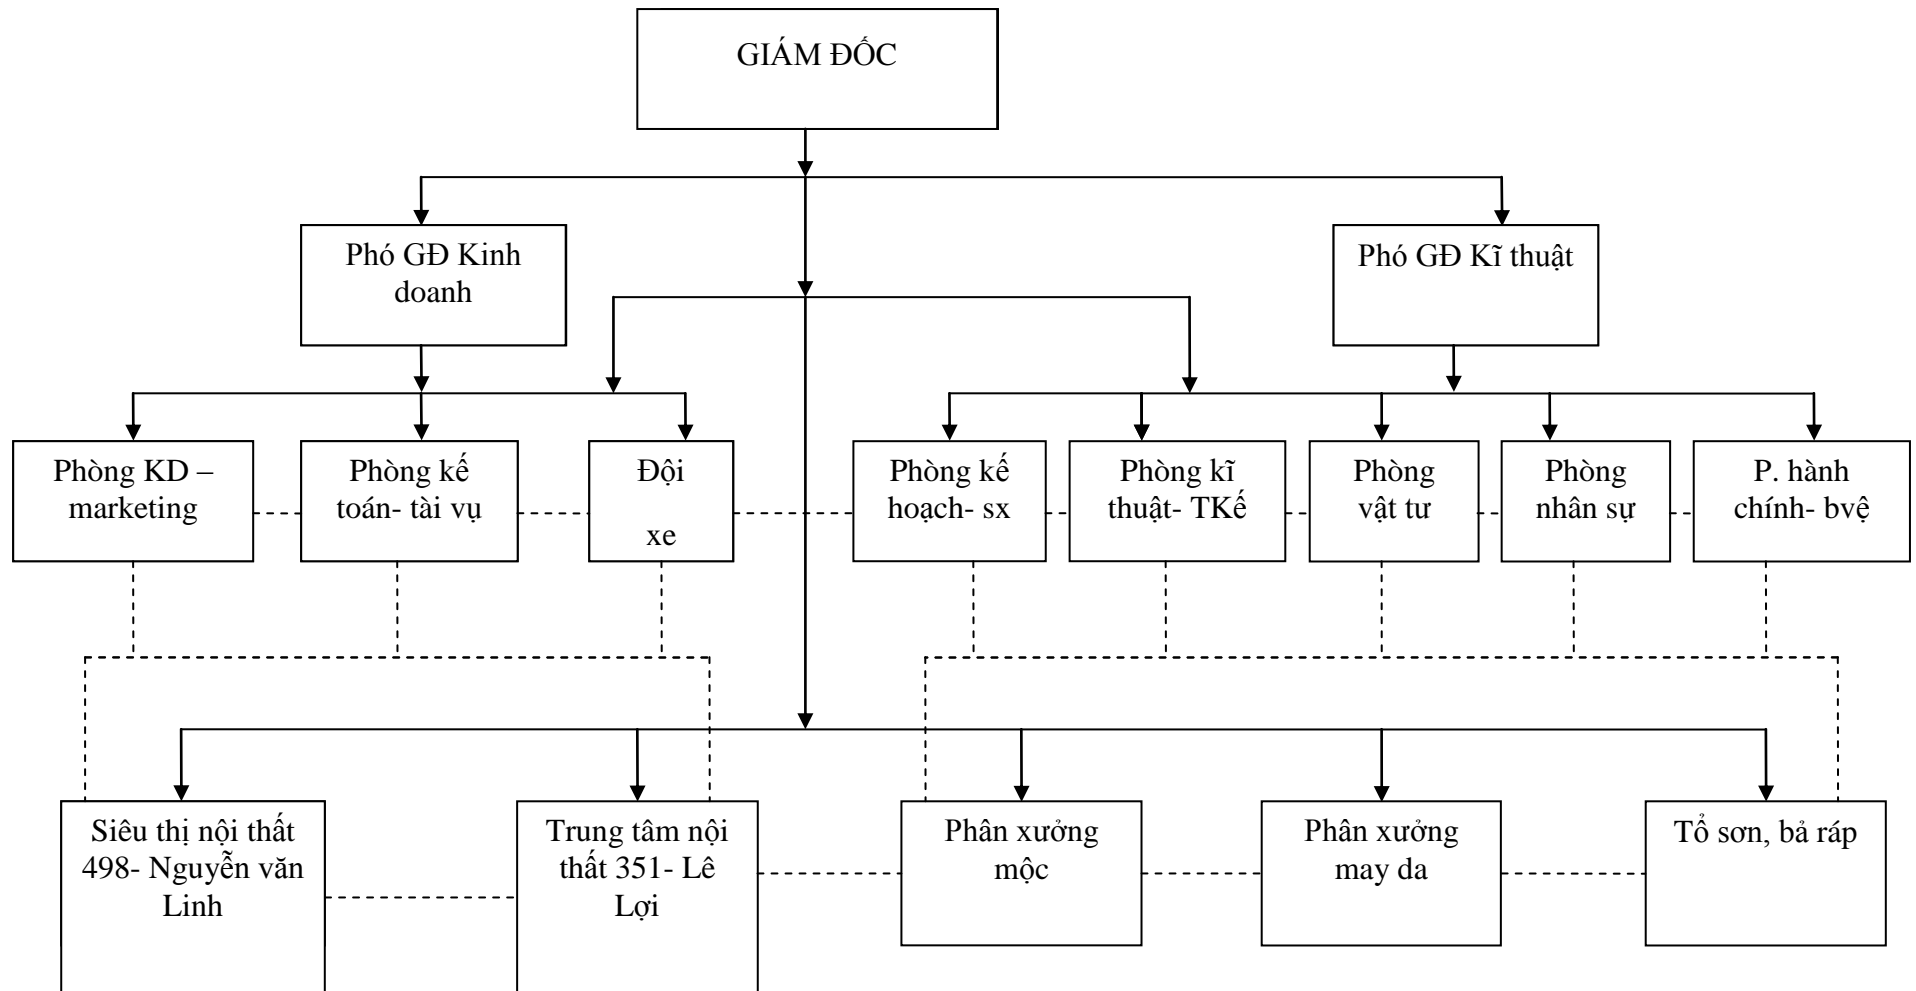 GIÁM ĐỐC
Phó GĐ Kinh
doanh
Phó GĐ Kĩ thuật
Phòng KD –
marketing
Phòng kế
toán- tài vụ
Đội
xe
Phòng kế
hoạch- sx
Phòng kĩ
thuật- TKế
Phòng
vật tư
Phòng
nhân sự
P. hành
chính- bvệ
Siêu thị nội thất
498- Nguyễn văn
Linh
Trung tâm nội
thất 351- Lê
Lợi
Phân xưởng
mộc
Phân xưởng
may da
Tổ sơn, bả ráp